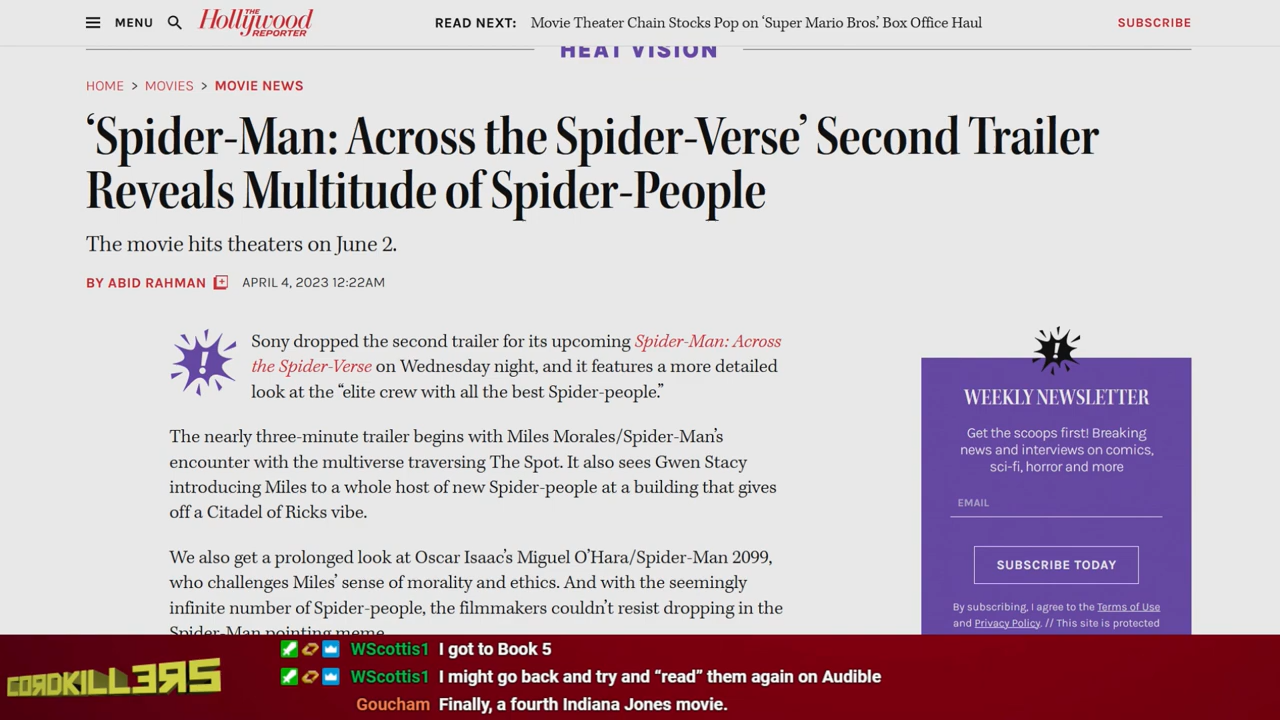 MENU
THE
Hollywood
REPORTER
READ NEXT: Movie Theater Chain Stocks Pop on ‘Super Mario Bros.’ Box Office Haul
SUBSCRIBE
HEAT VISION
HOME > MOVIES > MOVIE NEWS
‘Spider-Man: Across the Spider-Verse’ Second Trailer
Reveals Multitude of Spider-People
The movie hits theaters on June 2.
BY ABID RAHMAN APRIL 4, 2023 12:22AM
Sony dropped the second trailer for its upcoming Spider-Man: Across
the Spider-Verse on Wednesday night, and it features a more detailed
look at the “elite crew with all the best Spider-people.”
The nearly three-minute trailer begins with Miles Morales/Spider-Man’s
encounter with the multiverse traversing The Spot. It also sees Gwen Stacy
introducing Miles to a whole host of new Spider-people at a building that gives
off a Citadel of Ricks vibe.
We also get a prolonged look at Oscar Isaac’s Miguel O’Hara/Spider-Man 2099,
who challenges Miles’ sense of morality and ethics. And with the seemingly
infinite number of Spider-people, the filmmakers couldn’t resist dropping in the
Spider-Man pointing meme.
WEEKLY NEWSLETTER
Get the scoops first! Breaking
news and interviews on comics,
sci-fi, horror and more
EMAIL
SUBSCRIBE TODAY
By subscribing, I agree to the Terms of Use
and Privacy Policy. // This site is protected
CORDKILL3RS
WScottis1 I got to Book 5
WScottis1 I might go back and try and “read” them again on Audible
Goucham Finally, a fourth Indiana Jones movie.